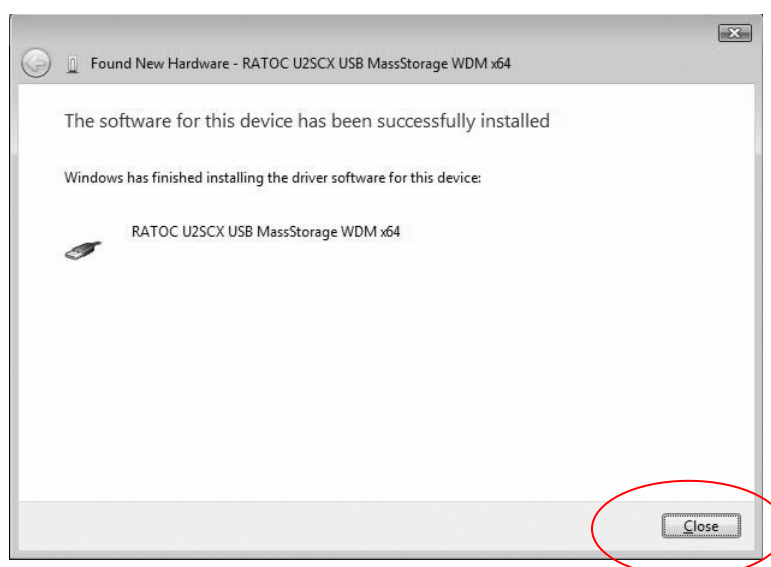 Found New Hardware - RATOC U2SCX USB MassStorage WDM x64
The software for this device has been successfully installed
Windows has finished installing the driver software for this device:
RATOC U2SCX USB MassStorage WDM x64
Close